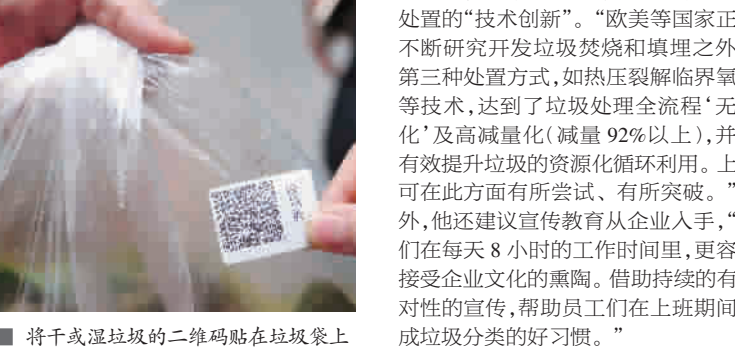 处置的“技术创新”。“欧美等国家正
不断研究开发垃圾焚烧和填埋之外
第三种处置方式,如热压裂解临界氧
等技术,达到了垃圾处理全流程‘无
化’及高减量化(减量 92%以上),并
有效提升垃圾的资源化循环利用。上
可在此方面有所尝试、有所突破。”
外,他还建议宣传教育从企业入手,“
们在每天 8 小时的工作时间里,更容
接受企业文化的熏陶。借助持续的有
对性的宣传,帮助员工们在上班期间
成垃圾分类的好习惯。”
■ 将干或湿垃圾的二维码贴在垃圾袋上